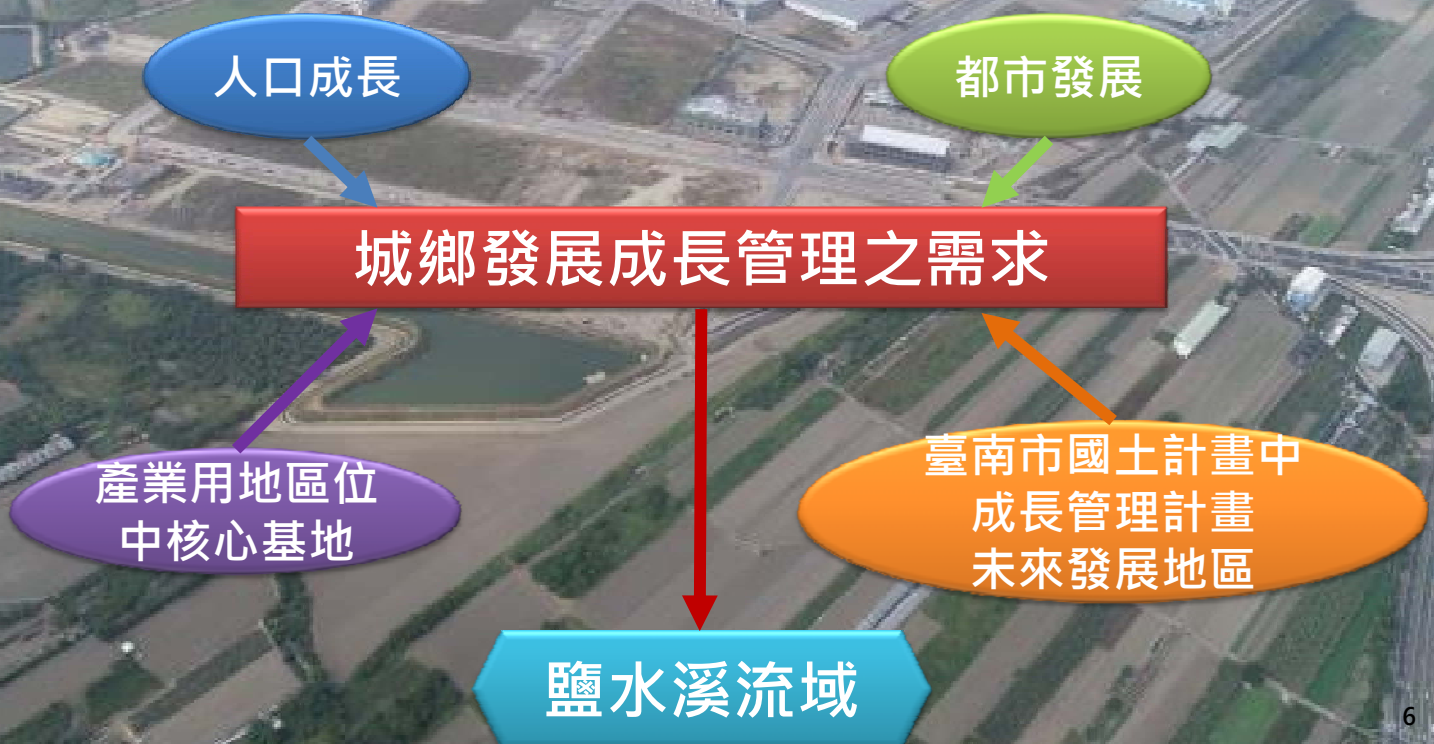 人口成長
都市發展
城鄉發展成長管理之需求
產業用地區位
中核心基地
臺南市國土計畫中
成長管理計畫
未來發展地區
鹽水溪流域
6